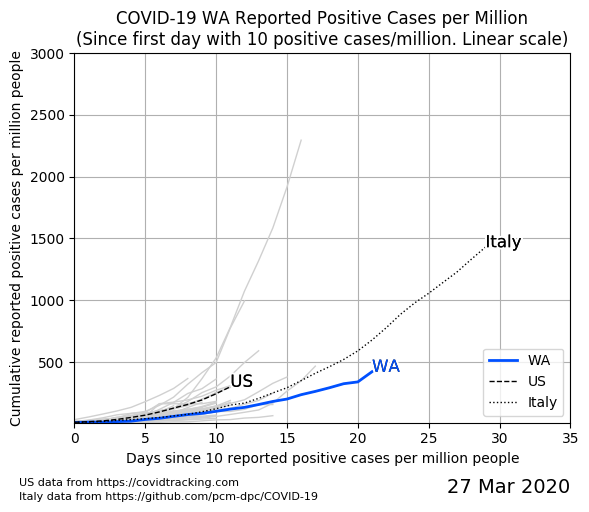 COVID-19 WA Reported Positive Cases per Million
(Since first day with 10 positive cases/million. Linear scale)
Cumulative reported positive cases per million people
3000
2500
2000
1500
1000
500
Italy
WA
US
WA
US
Italy
0
5
10
15
20
25
30
35
Days since 10 reported positive cases per million people
US data from https://covidtracking.com
Italy data from https://github.com/pcm-dpc/COVID-19
27 Mar 2020